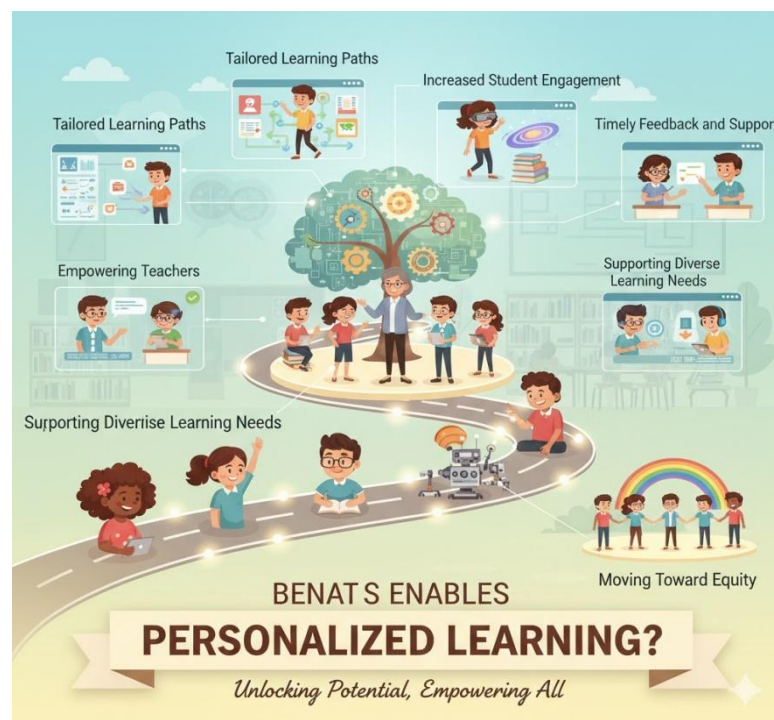 Tailored Learning Paths
Increased Student Engagement
Tailored Learning Paths
Timely Feedback and Suppor
Empowering Teachers
Supporting Diverse
Learning Needs
Supporting Diverise Learning Needs
Moving Toward Equity
BENAT S ENABLES
PERSONALIZED LEARNING?
Unlocking Potential, Empowering All